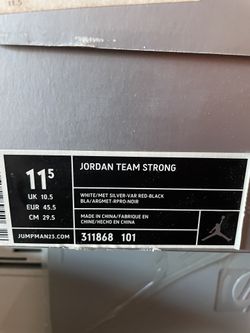 11.5
JORDAN TEAM STRONG
11⁵
UK 10.5
EUR 45.5
CM 29.5
WHITE/MET SILVER-VAR RED-BLACK
BLA/ARGMET-RPRO-NOIR
MADE IN CHINA/FABRIQUE EN
CHINE/HECHO EN CHINA
JUMPMAN23.COM
311868 101